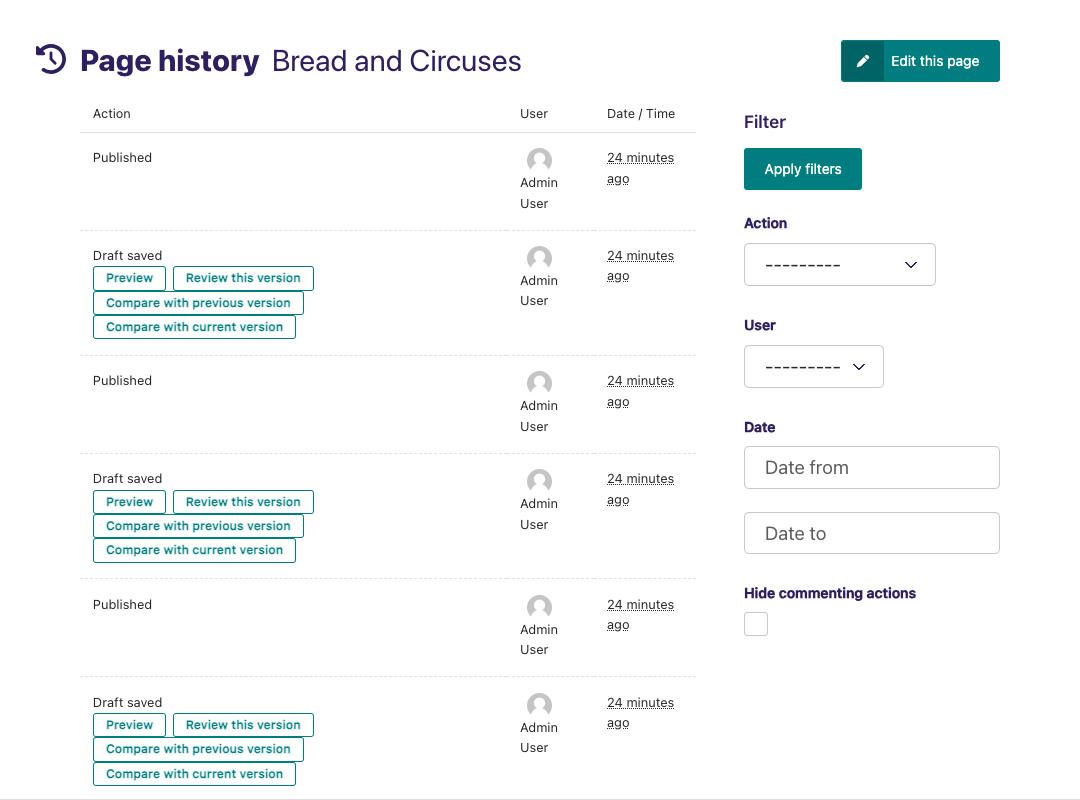 Page history Bread and Circuses
Edit this page
Action User Date / Time
Published
Admin
User
24 minutes
ago
Draft saved
Preview Review this version
Compare with previous version
Compare with current version
Admin
User
24 minutes
ago
Published
Admin
User
24 minutes
ago
Draft saved
Preview Review this version
Compare with previous version
Compare with current version
Admin
User
24 minutes
ago
Published
Admin
User
24 minutes
ago
Draft saved
Preview Review this version
Compare with previous version
Compare with current version
Admin
User
24 minutes
ago
Filter
Apply filters
Action
---------
User
---------
Date
Date from
Date to
Hide commenting actions